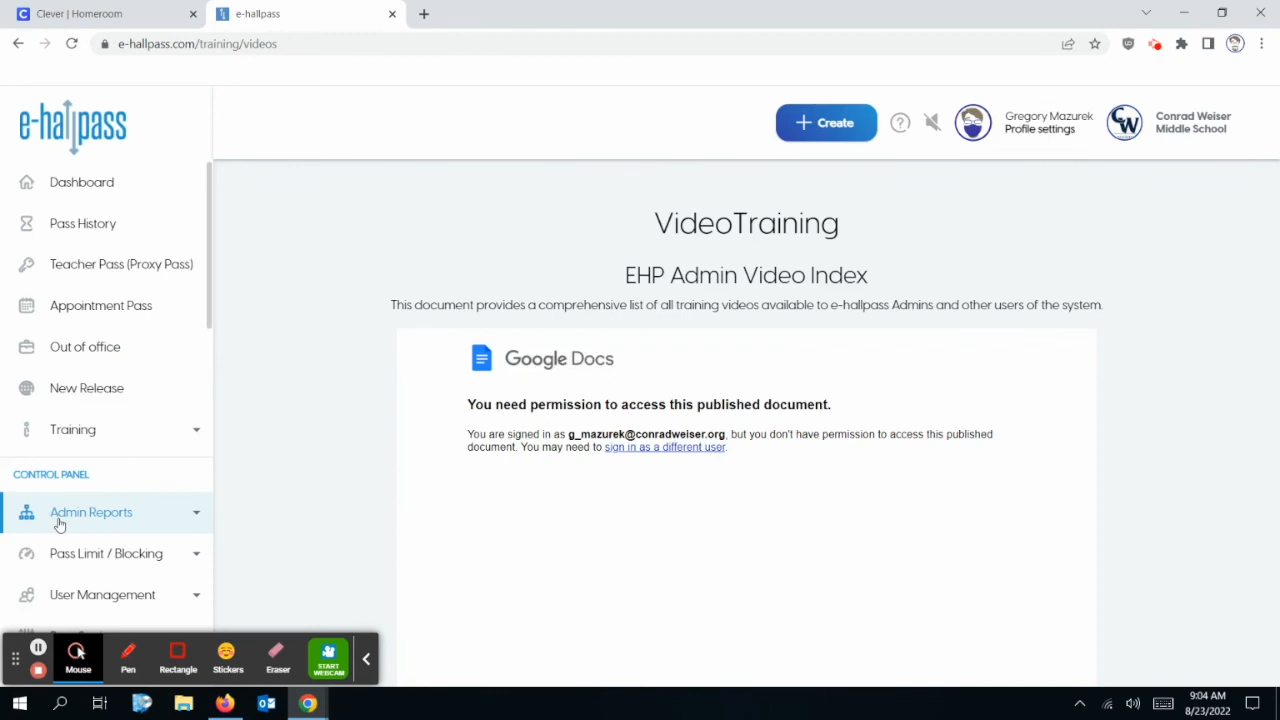 Clever | Homeroom
e-hallpass
e-hallpass.com/training/videos
e-hallpass
Create
Gregory Mazurek
Profile settings
CW
Conrad Weiser
Middle School
Dashboard
Pass History
Teacher Pass (Proxy Pass)
Appointment Pass
Out of office
New Release
Training
CONTROL PANEL
Admin Reports
Pass Limit / Blocking
User Management
VideoTraining
EHP Admin Video Index
This document provides a comprehensive list of all training videos available to e-hallpass Admins and other users of the system.
Google Docs
You need permission to access this published document.
You are signed in as g_mazurek@conradweiser.org, but you don't have permission to access this published
document. You may need to sign in as a different user.
Mouse
Pen
Rectangle
Stickers
Eraser
START
WEBCAM
9:04 AM
8/23/2022